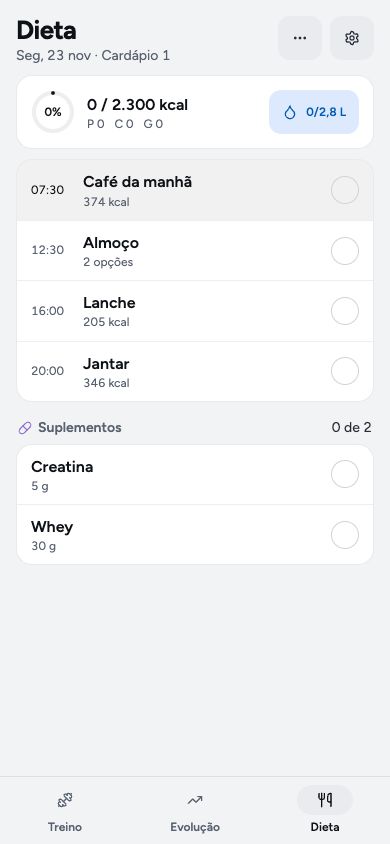 Dieta
Seg, 23 nov · Cardápio 1
0%
0 / 2.300 kcal
P 0 C 0 G 0
0/2,8 L
07:30
Café da manhã
374 kcal
12:30
Almoço
2 opções
16:00
Lanche
205 kcal
20:00
Jantar
346 kcal
Suplementos
0 de 2
Creatina
5 g
Whey
30 g
Treino
Evolução
Dieta